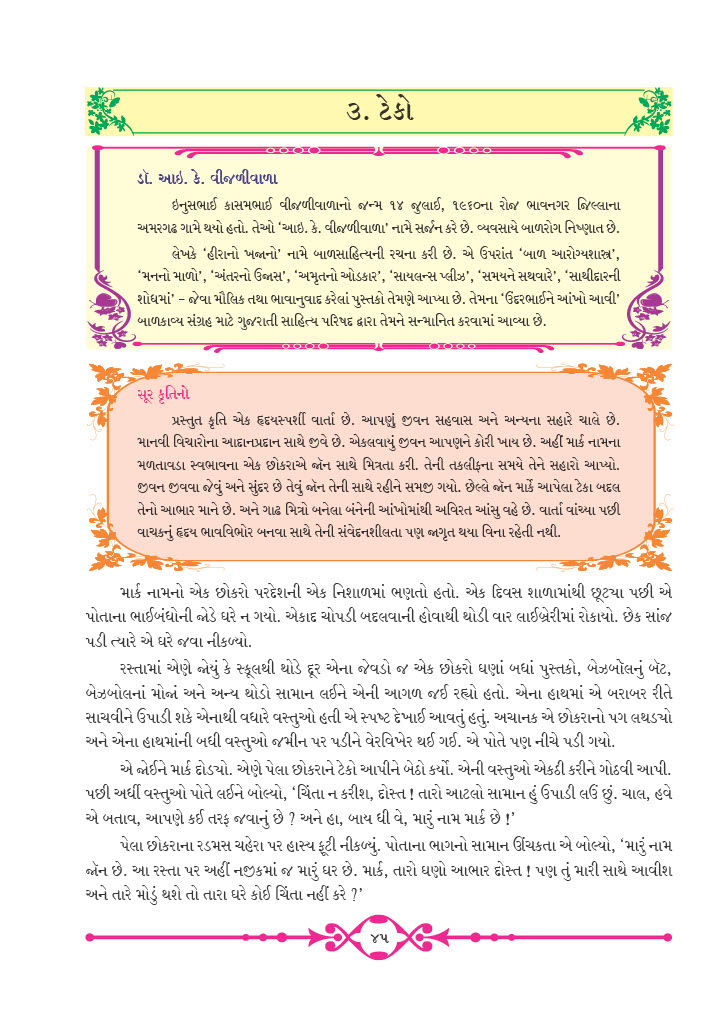 ૩. ટેકો
ડૉ. આઇ. કે. વીજળીવાળા
ઇનુસભાઈ કાસમભાઈ વીજળીવાળાનો જન્મ ૧૪ જુલાઈ, ૧૯૬૦ના રોજ ભાવનગર જિલ્લાના
અમરગઢ ગામે થયો હતો. તેઓ ‘આઇ. કે. વીજળીવાળા’ નામે સર્જન કરે છે. વ્યવસાયે બાળરોગ નિષ્ણાત છે.
લેખકે ‘હીરાનો ખજાનો’ નામે બાળસાહિત્યની રચના કરી છે. એ ઉપરાંત ‘બાળ આરોગ્યશાસ્ત્ર’,
‘મનનો માળો’, ‘અંતરનો ઉજાસ’, ‘અમૃતનો ઓડકાર’, ‘સાયલન્સ પ્લીઝ’, ‘સમયને સથવારે’, ‘સાથીદારની
શોધમાં’ – જેવા મૌલિક તથા ભાવાનુવાદ કરેલાં પુસ્તકો તેમણે આપ્યા છે. તેમના ‘ઉંદરભાઈને આંખો આવી’
બાળકાવ્ય સંગ્રહ માટે ગુજરાતી સાહિત્ય પરિષદ દ્વારા તેમને સન્માનિત કરવામાં આવ્યા છે.
સૂર કૃતિનો
પ્રસ્તુત કૃતિ એક હૃદયસ્પર્શી વાર્તા છે. આપણું જીવન સહવાસ અને અન્યના સહારે ચાલે છે.
માનવી વિચારોના આદાનપ્રદાન સાથે જીવે છે. એકલવાયું જીવન આપણને કોરી ખાય છે. અહીં માર્ક નામના
મળતાવડા સ્વભાવના એક છોકરાએ જૉન સાથે મિત્રતા કરી. તેની તકલીફના સમયે તેને સહારો આપ્યો.
જીવન જીવવા જેવું અને સુંદર છે તેવું જૉન તેની સાથે રહીને સમજી ગયો. છેલ્લે જૉન માર્કે આપેલા ટેકા બદલ
તેનો આભાર માને છે. અને ગાઢ મિત્રો બનેલા બંનેની આંખોમાંથી અવિરત આંસુ વહે છે. વાર્તા વાંચ્યા પછી
વાચકનું હૃદય ભાવવિભોર બનવા સાથે તેની સંવેદનશીલતા પણ જાગૃત થયા વિના રહેતી નથી.
માર્ક નામનો એક છોકરો પરદેશની એક નિશાળમાં ભણતો હતો. એક દિવસ શાળામાંથી છૂટ્યા પછી એ
પોતાના ભાઈબંધોની જોડે ઘરે ન ગયો. એકાદ ચોપડી બદલવાની હોવાથી થોડી વાર લાઈબ્રેરીમાં રોકાયો. છેક સાંજ
પડી ત્યારે એ ઘરે જવા નીકળ્યો.
રસ્તામાં એણે જોયું કે સ્કૂલથી થોડે દૂર એના જેવડો જ એક છોકરો ઘણાં બધાં પુસ્તકો, બેઝબૉલનું બૅટ,
બેઝબોલનાં મોજાં અને અન્ય થોડો સામાન લઈને એની આગળ જઈ રહ્યો હતો. એના હાથમાં એ બરાબર રીતે
સાચવીને ઉપાડી શકે એનાથી વધારે વસ્તુઓ હતી એ સ્પષ્ટ દેખાઈ આવતું હતું. અચાનક એ છોકરાનો પગ લથડ્યો
અને એના હાથમાંની બધી વસ્તુઓ જમીન પર પડીને વેરવિખેર થઈ ગઈ. એ પોતે પણ નીચે પડી ગયો.
એ જોઈને માર્ક દોડ્યો. એણે પેલા છોકરાને ટેકો આપીને બેઠો કર્યો. એની વસ્તુઓ એકઠી કરીને ગોઠવી આપી.
પછી અર્ધી વસ્તુઓ પોતે લઈને બોલ્યો, ‘ચિંતા ન કરીશ, દોસ્ત ! તારો આટલો સામાન હું ઉપાડી લઉં છું. ચાલ, હવે
એ બતાવ, આપણે કઈ તરફ જવાનું છે ? અને હા, બાય ધી વે, મારું નામ માર્ક છે !’
પેલા છોકરાના રડમસ ચહેરા પર હાસ્ય ફૂટી નીકળ્યું. પોતાના ભાગનો સામાન ઊંચકતા એ બોલ્યો, ‘મારું નામ
જૉન છે. આ રસ્તા પર અહીં નજીકમાં જ મારું ઘર છે. માર્ક, તારો ઘણો આભાર દોસ્ત ! પણ તું મારી સાથે આવીશ
અને તારે મોડું થશે તો તારા ઘરે કોઈ ચિંતા નહીં કરે ?’
૪૫